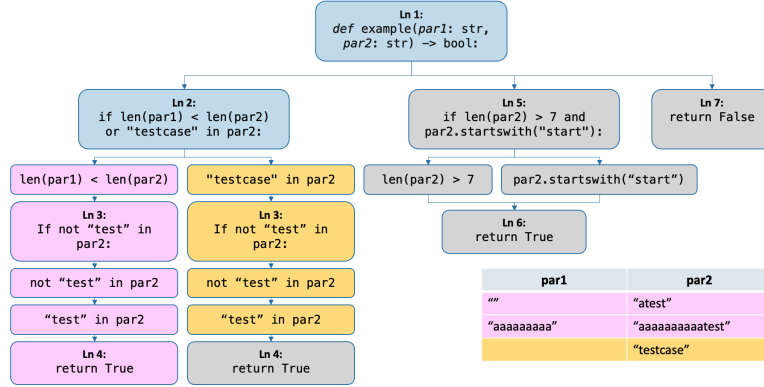 Ln 1:
def example(par1: str,
par2: str) –> bool:
Ln 2:
if len(par1) < len(par2)
or "testcase" in par2:
Ln 5:
if len(par2) > 7 and
par2.startswith("start"):
Ln 7:
return False
len(par1) < len(par2)
"testcase" in par2
len(par2) > 7
par2.startswith(“start”)
Ln 3:
If not “test” in
par2:
Ln 3:
If not “test” in
par2:
Ln 6:
return True
not “test” in par2
not “test” in par2
“test” in par2
“test” in par2
Ln 4:
return True
Ln 4:
return True
par1 par2
“” “atest”
“aaaaaaaaa” “aaaaaaaaaatest”
“testcase”